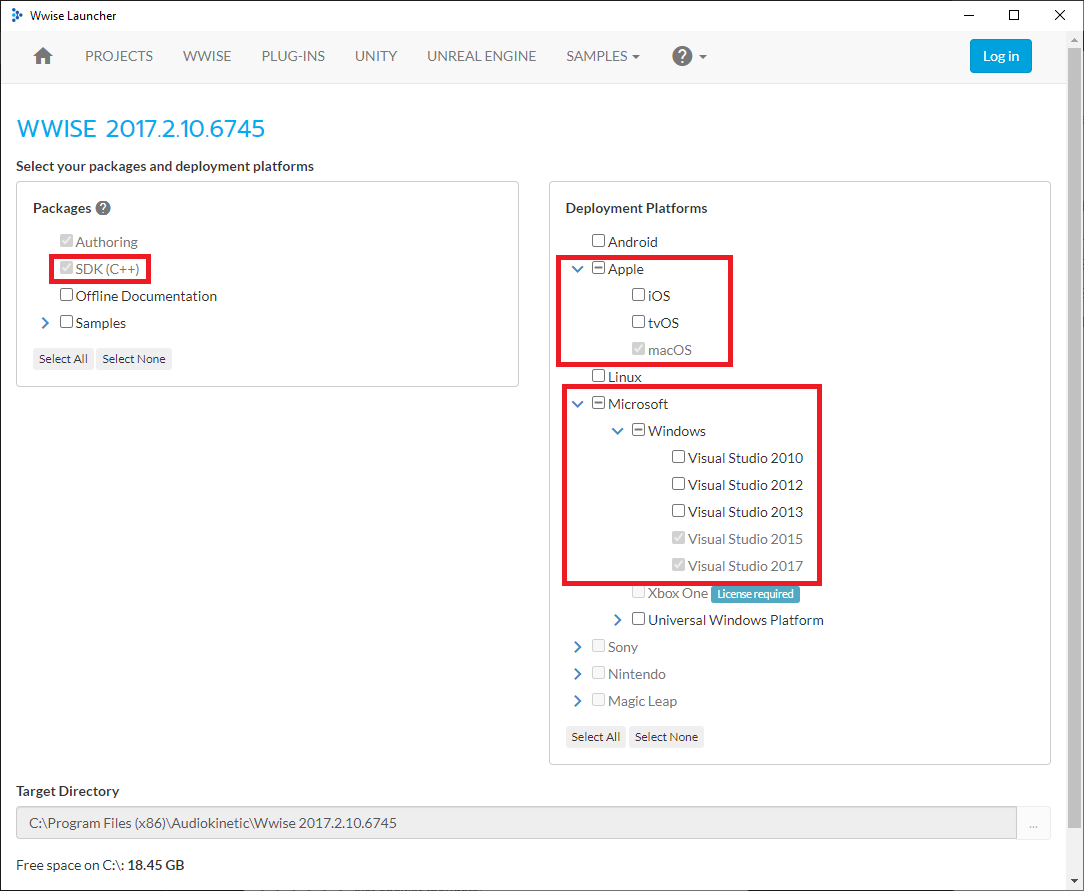 Wwise Launcher
PROJECTS WWISE PLUG-INS UNITY UNREAL ENGINE SAMPLES ? Log in
WWISE 2017.2.10.6745
Select your packages and deployment platforms
Packages ?
Authoring
SDK (C++)
Offline Documentation
Samples
Select All Select None
Deployment Platforms
Android
Apple
iOS
tvOS
macOS
Linux
Microsoft
Windows
Visual Studio 2010
Visual Studio 2012
Visual Studio 2013
Visual Studio 2015
Visual Studio 2017
Xbox One License required
Universal Windows Platform
Sony
Nintendo
Magic Leap
Select All Select None
Target Directory
C:\Program Files (x86)\Audiokinetic\Wwise 2017.2.10.6745 ...
Free space on C:\: 18.45 GB